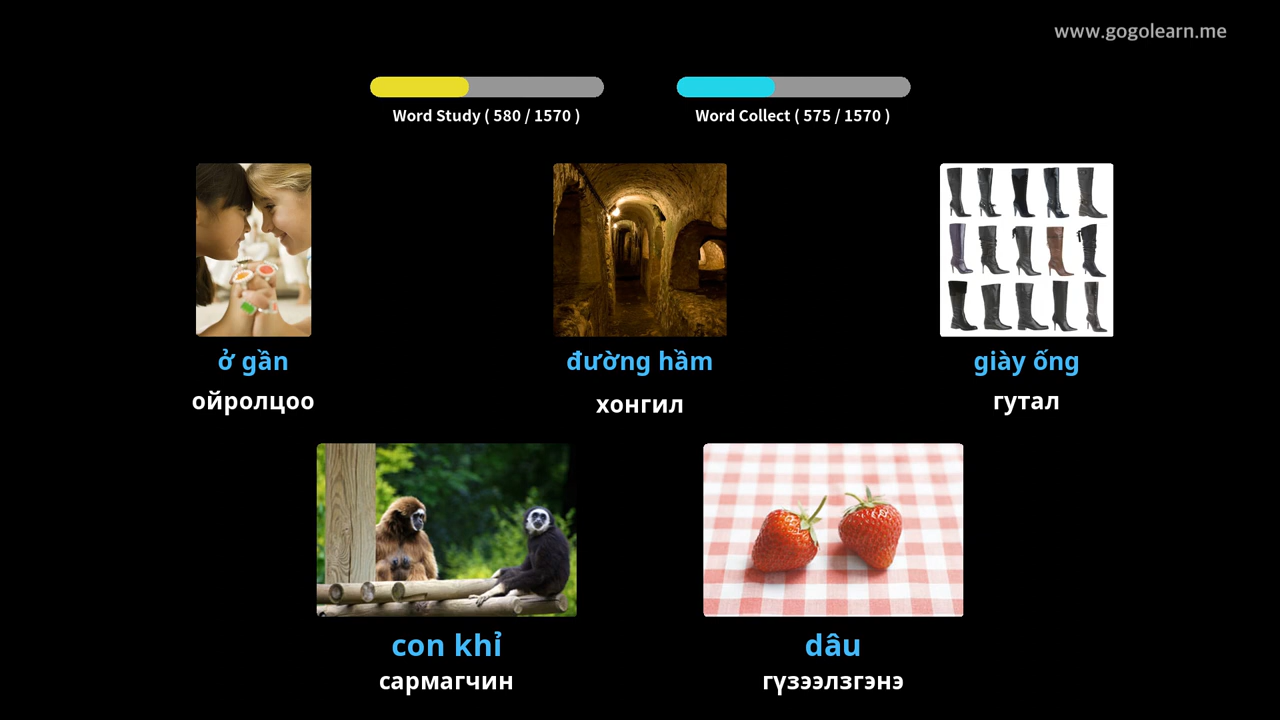 www.gogolearn.me
Word Study ( 580 / 1570 )
Word Collect ( 575 / 1570 )
ở gần
ойролцоо
đường hầm
хонгил
giày ống
гутал
con khỉ
сармагчин
dâu
гүзээлзгэнэ